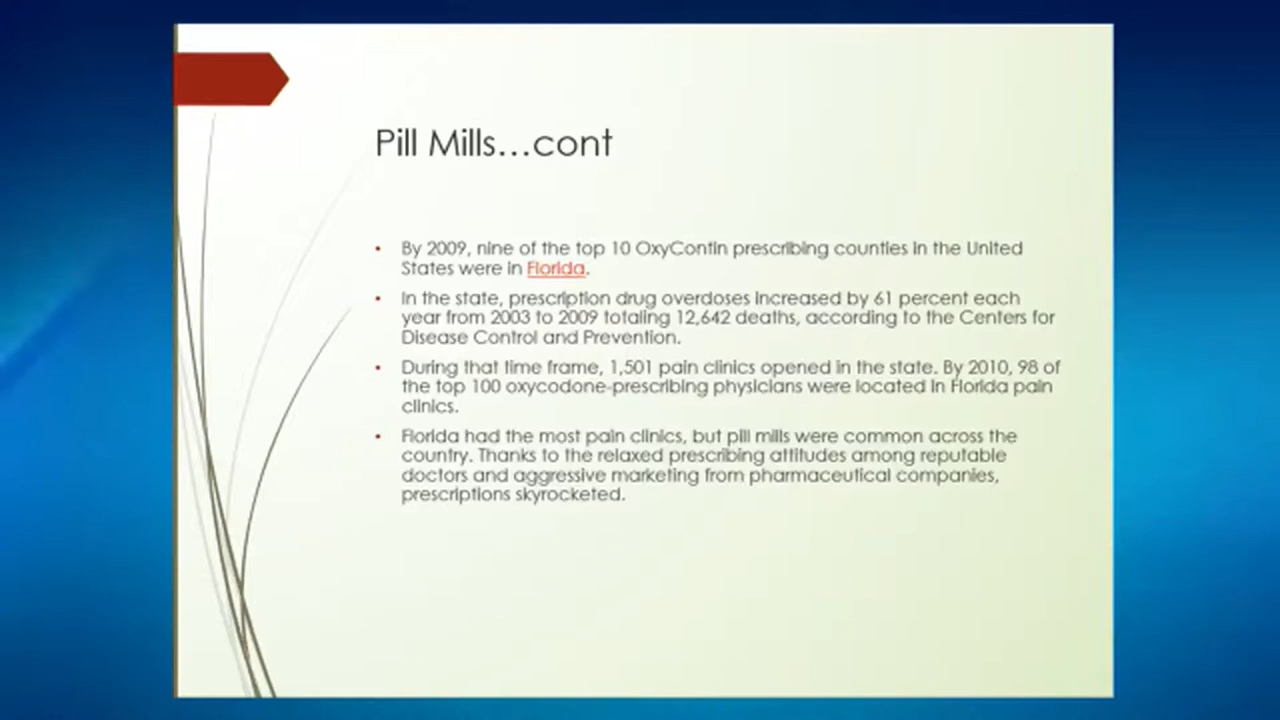 Pill Mills...cont
• By 2009, nine of the top 10 OxyContin prescribing counties in the United
States were in Florida.
• In the state, prescription drug overdoses increased by 61 percent each
year from 2003 to 2009 totaling 12,642 deaths, according to the Centers for
Disease Control and Prevention.
• During that time frame, 1,501 pain clinics opened in the state. By 2010, 98 of
the top 100 oxycodone-prescribing physicians were located in Florida pain
clinics.
• Florida had the most pain clinics, but pill mills were common across the
country. Thanks to the relaxed prescribing attitudes among reputable
doctors and aggressive marketing from pharmaceutical companies,
prescriptions skyrocketed.